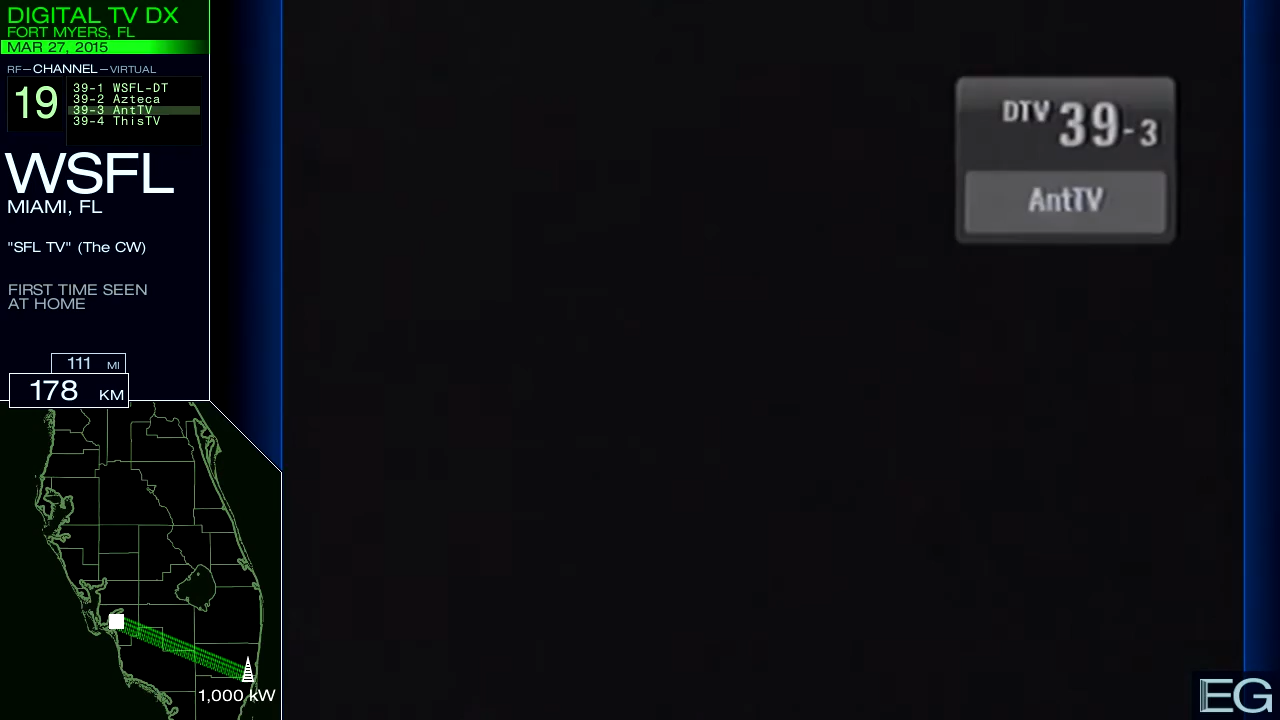 DIGITAL TV DX
FORT MYERS, FL
MAR 27, 2015
RF–CHANNEL–VIRTUAL
19
39-1 WSFL-DT
39-2 Azteca
39-3 AntTV
39-4 ThisTV
WSFL
MIAMI, FL
"SFL TV" (The CW)
FIRST TIME SEEN
AT HOME
111 MI
178 KM
1,000 kW
DTV 39-3
AntTV
EG